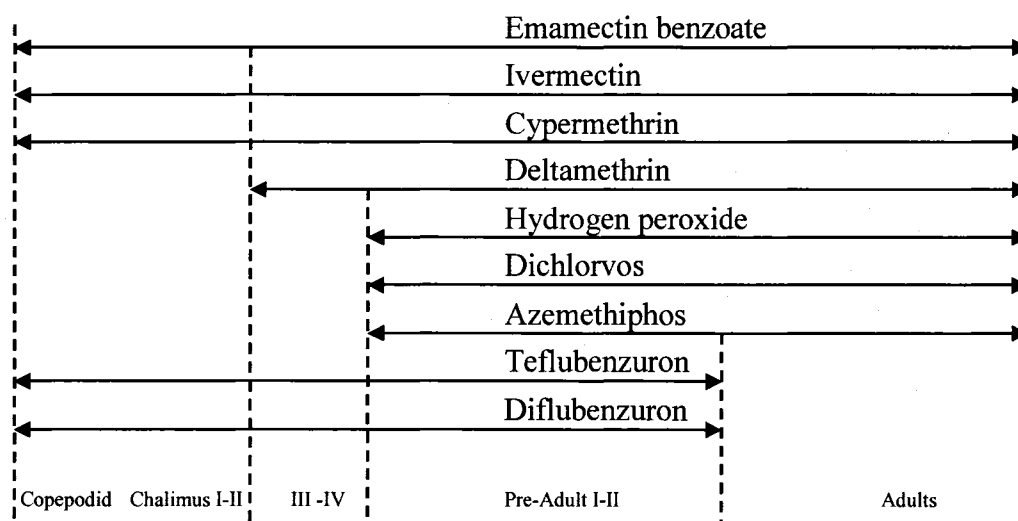 Emamectin benzoate
Ivermectin
Cypermethrin
Deltamethrin
Hydrogen peroxide
Dichlorvos
Azemethiphos
Teflubenzuron
Diflubenzuron
Copepodid Chalimus I-II III -IV Pre-Adult I-II Adults